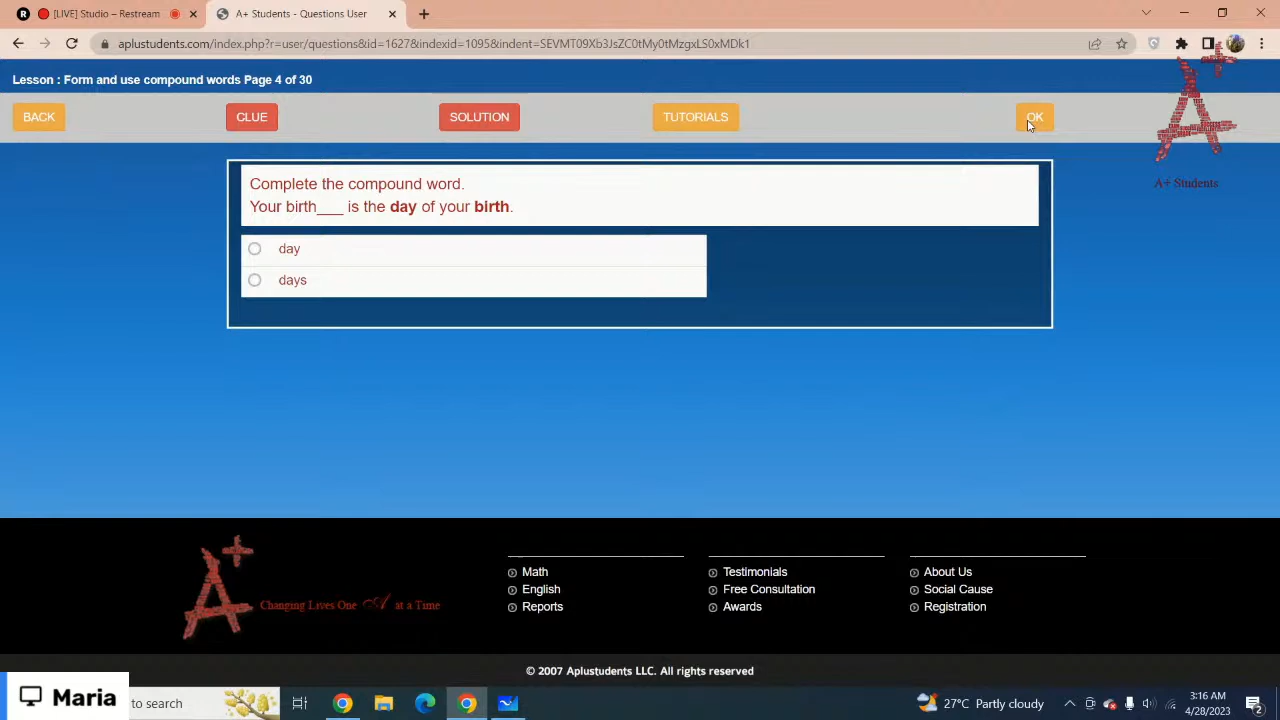 [LIVE] Studio – Restream
A+ Students - Questions User
aplustudents.com/index.php?r=user/questions&id=1627&indexid=1095&indent=SEVMT09Xb3JsZC0tMy0tMzgxLS0xMDk1
Lesson : Form and use compound words Page 4 of 30
BACK
CLUE
SOLUTION
TUTORIALS
OK
A+ Students
Complete the compound word.
Your birth___ is the day of your birth.
day
days
Changing Lives One A at a Time
Math
English
Reports
Testimonials
Free Consultation
Awards
About Us
Social Cause
Registration
© 2007 Aplustudents LLC. All rights reserved
Maria
to search
27°C Partly cloudy
3:16 AM
4/28/2023
2